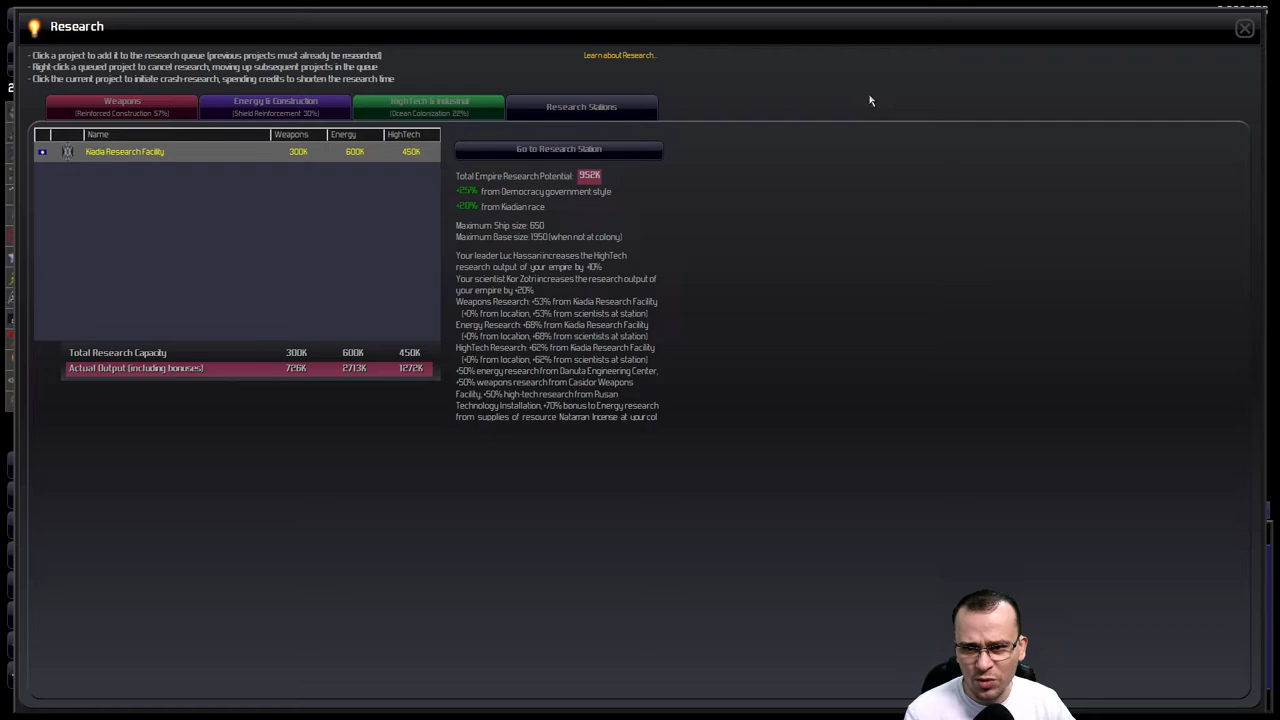 Research
- Click a project to add it to the research queue (previous projects must already be researched)
- Right-click a queued project to cancel research, moving up subsequent projects in the queue
- Click the current project to initiate crash-research, spending credits to shorten the research time
Learn about Research...
Weapons
(Reinforced Construction 57%)
Energy & Construction
(Shield Reinforcement 30%)
HighTech & Industrial
(Ocean Colonization 22%)
Research Stations
Name Weapons Energy HighTech
Kiadia Research Facility 300K 600K 450K
Total Research Capacity 300K 600K 450K
Actual Output (including bonuses) 726K 2713K 1272K
Go to Research Station
Total Empire Research Potential: 952K
+25% from Democracy government style
+20% from Kiadian race
Maximum Ship size: 650
Maximum Base size: 1950 (when not at colony)
Your leader Luc Hassari increases the HighTech
research output of your empire by +10%
Your scientist Kor Zotri increases the research output of
your empire by +20%
Weapons Research: +53% from Kiadia Research Facility
(+0% from location, +53% from scientists at station)
Energy Research: +68% from Kiadia Research Facility
(+0% from location, +68% from scientists at station)
HighTech Research: +62% from Kiadia Research Facility
(+0% from location, +62% from scientists at station)
+50% energy research from Danuta Engineering Center,
+50% weapons research from Casidor Weapons
Facility, +50% high-tech research from Rusan
Technology Installation, +70% bonus to Energy research
from supplies of resource Natarran Incense at your col